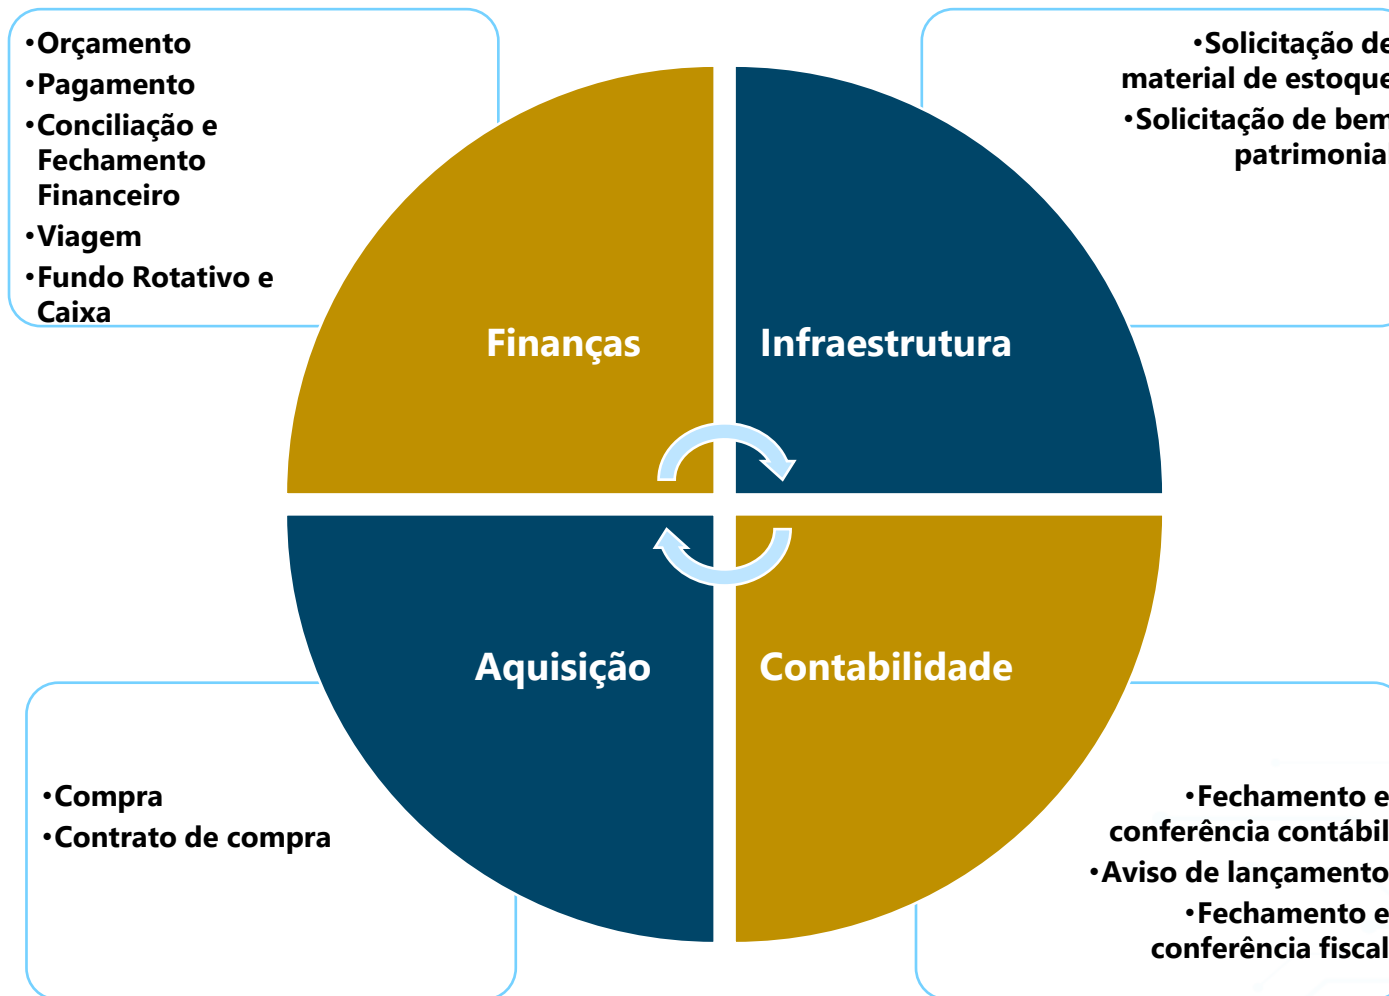 •Orçamento
•Pagamento
•Conciliação e
Fechamento
Financeiro
•Viagem
•Fundo Rotativo e
Caixa
•Solicitação de
material de estoque
•Solicitação de bem
patrimonial
Finanças
Infraestrutura
Aquisição
Contabilidade
•Compra
•Contrato de compra
•Fechamento e
conferência contábil
•Aviso de lançamento
•Fechamento e
conferência fiscal